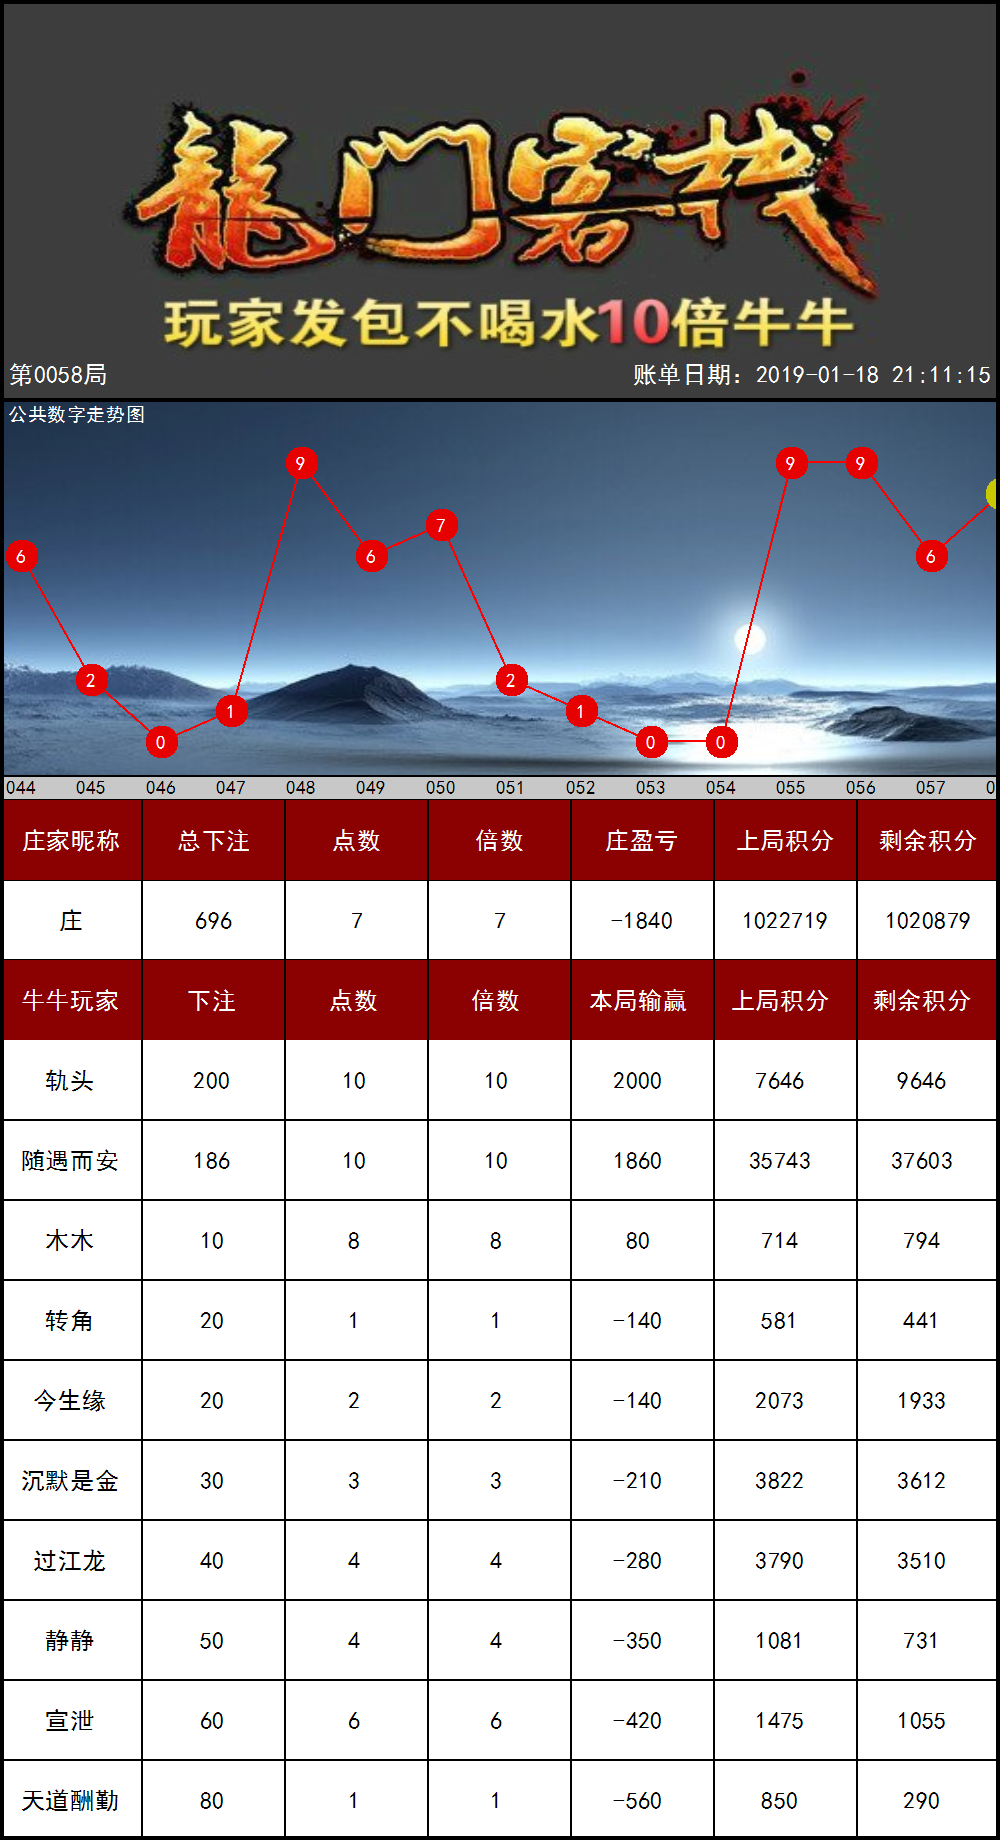 龍门客栈
玩家发包不喝水10倍牛牛
第0058局 账单日期：2019-01-18 21:11:15
公共数字走势图
9 9 9
7
6 6 6
2 2
1 1
0 0 0
044 045 046 047 048 049 050 051 052 053 054 055 056 057 0
庄家昵称 总下注 点数 倍数 庄盈亏 上局积分 剩余积分
庄 696 7 7 -1840 1022719 1020879
牛牛玩家 下注 点数 倍数 本局输赢 上局积分 剩余积分
轨头 200 10 10 2000 7646 9646
随遇而安 186 10 10 1860 35743 37603
木木 10 8 8 80 714 794
转角 20 1 1 -140 581 441
今生缘 20 2 2 -140 2073 1933
沉默是金 30 3 3 -210 3822 3612
过江龙 40 4 4 -280 3790 3510
静静 50 4 4 -350 1081 731
宣泄 60 6 6 -420 1475 1055
天道酬勤 80 1 1 -560 850 290